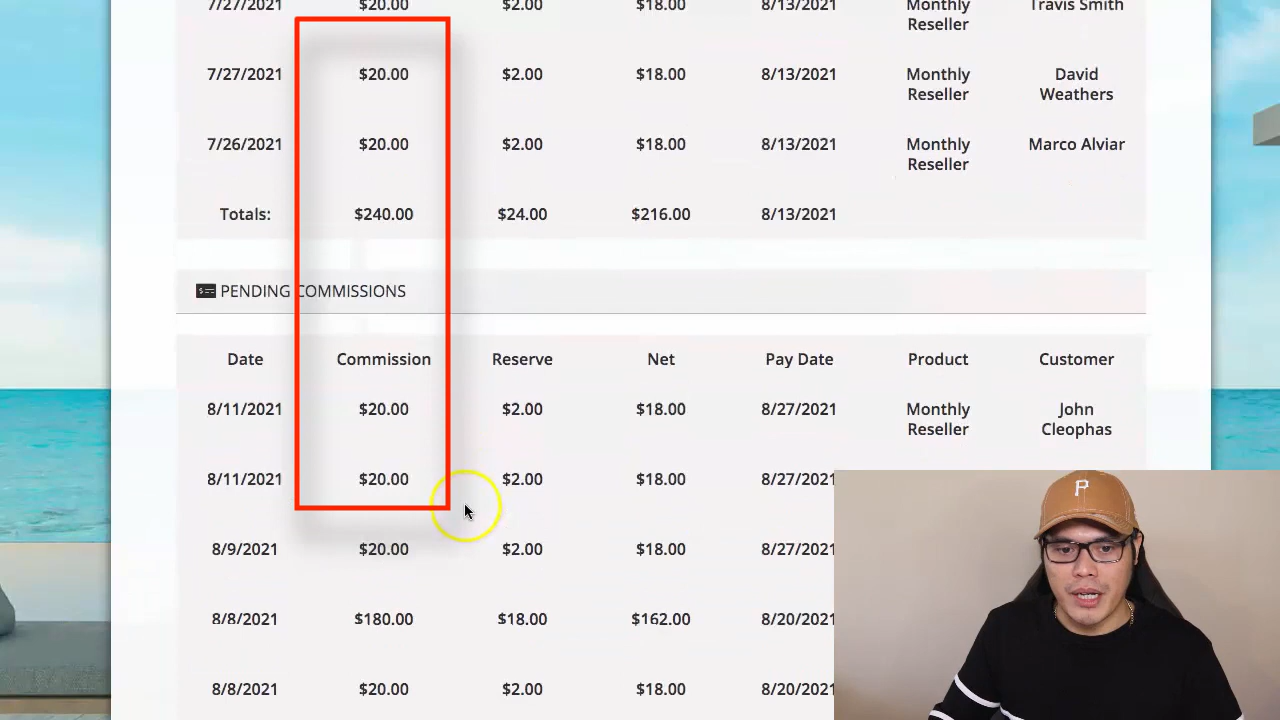 7/27/2021 $20.00 $2.00 $18.00 8/13/2021 Monthly Reseller Travis Smith
7/27/2021 $20.00 $2.00 $18.00 8/13/2021 Monthly Reseller David Weathers
7/26/2021 $20.00 $2.00 $18.00 8/13/2021 Monthly Reseller Marco Alviar
Totals: $240.00 $24.00 $216.00 8/13/2021
PENDING COMMISSIONS
Date Commission Reserve Net Pay Date Product Customer
8/11/2021 $20.00 $2.00 $18.00 8/27/2021 Monthly Reseller John Cleophas
8/11/2021 $20.00 $2.00 $18.00 8/27/2021
8/9/2021 $20.00 $2.00 $18.00 8/27/2021
8/8/2021 $180.00 $18.00 $162.00 8/20/2021
8/8/2021 $20.00 $2.00 $18.00 8/20/2021
P